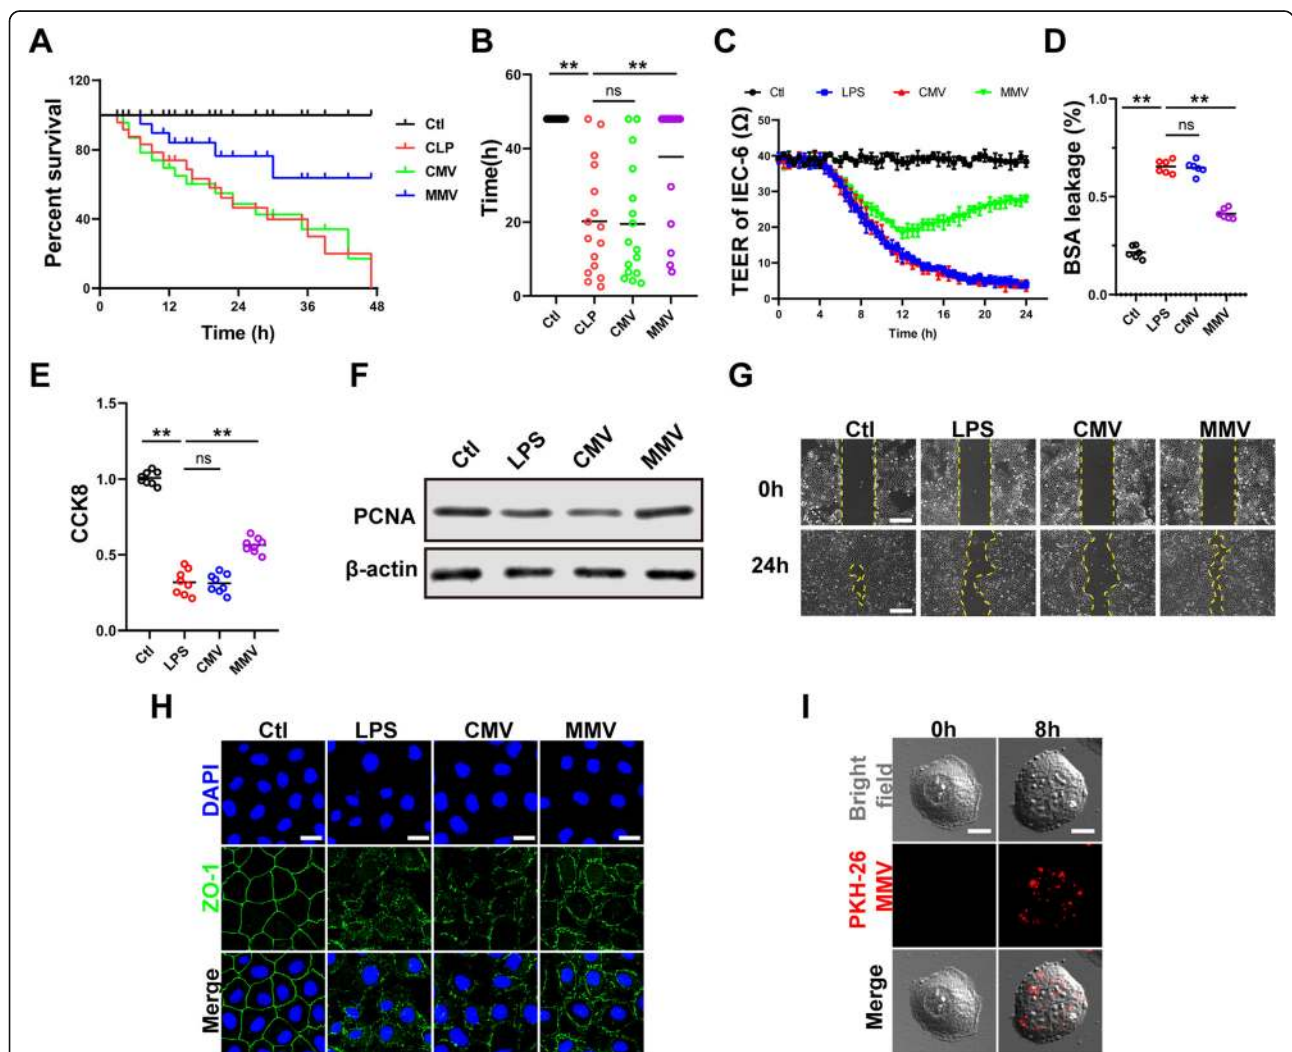 A
Percent survival
120
80
40
0
0
12
24
36
48
Time (h)
Ctl
CLP
CMV
MMV
B
** **
ns
Time(h)
60
40
20
0
Ctl
CLP
CMV
MMV
C
Ctl LPS CMV MMV
TEER of IEC-6 (Ω)
50
40
30
20
10
0
0 4 8 12 16 20 24
Time (h)
D
** **
ns
BSA leakage (%)
1.0
0.5
0.0
Ctl
LPS
CMV
MMV
E
** **
ns
CCK8
1.5
1.0
0.5
0.0
Ctl
LPS
CMV
MMV
F
Ctl LPS CMV MMV
PCNA
β-actin
G
Ctl LPS CMV MMV
0h
24h
H
Ctl LPS CMV MMV
DAPI
ZO-1
Merge
I
0h 8h
Bright
field
PKH-26
MMV
Merge